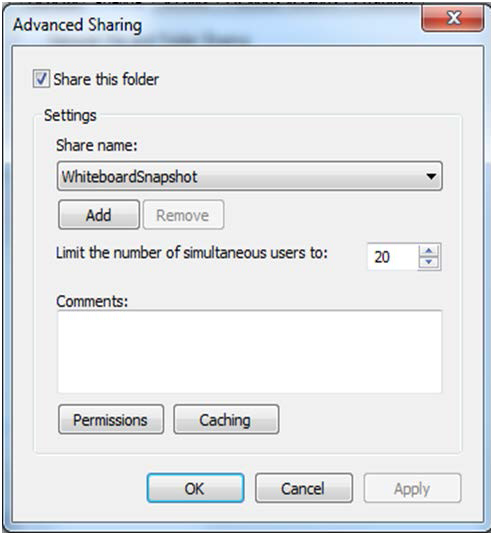 Advanced Sharing
Share this folder
Settings
Share name:
WhiteboardSnapshot
Add Remove
Limit the number of simultaneous users to: 20
Comments:
Permissions Caching
OK Cancel Apply